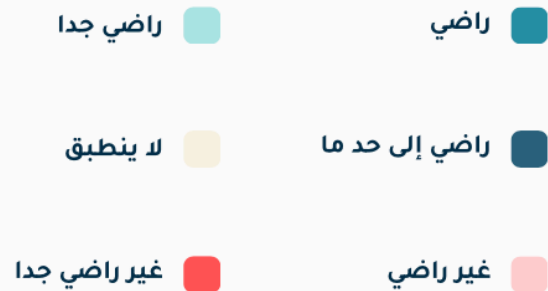 راضي
راضي جدا
راضي إلى حد ما
لا ينطبق
غير راضي
غير راضي جدا